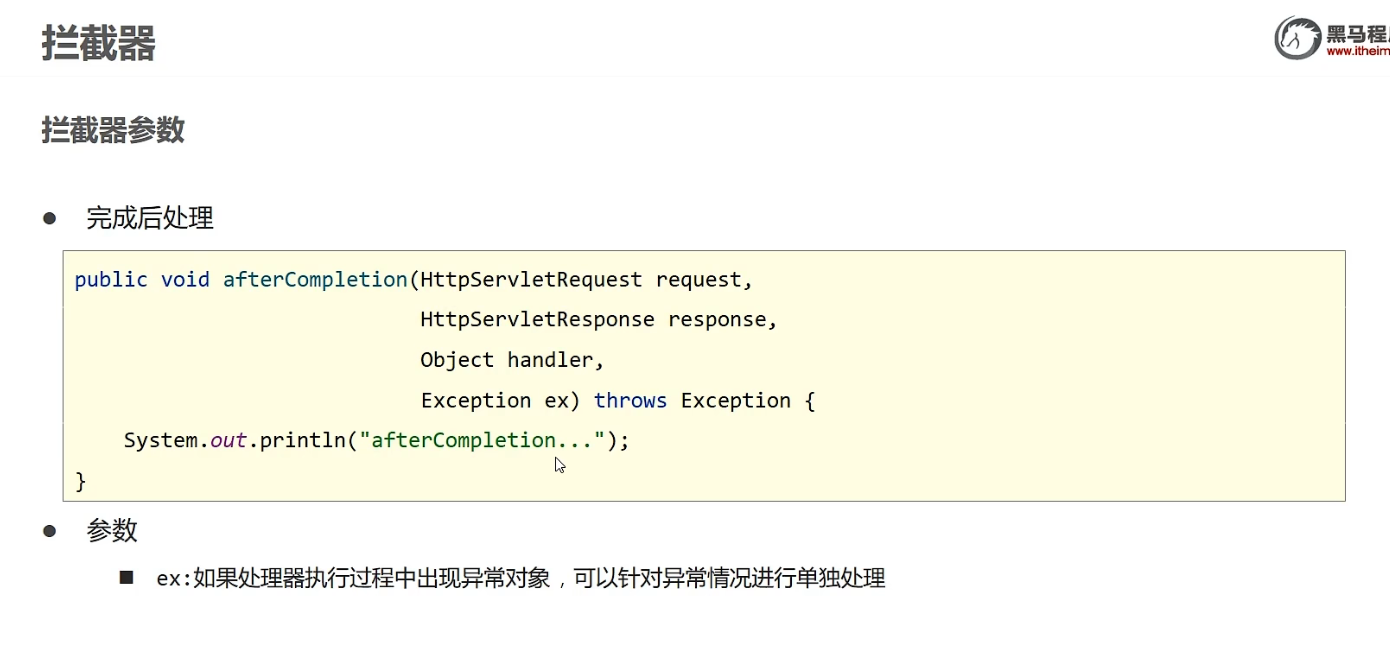 拦截器
黑马程
www.itheim
拦截器参数
● 完成后处理
public void afterCompletion(HttpServletRequest request,
HttpServletResponse response,
Object handler,
Exception ex) throws Exception {
System.out.println("afterCompletion...");
}
● 参数
■ ex:如果处理器执行过程中出现异常对象，可以针对异常情况进行单独处理